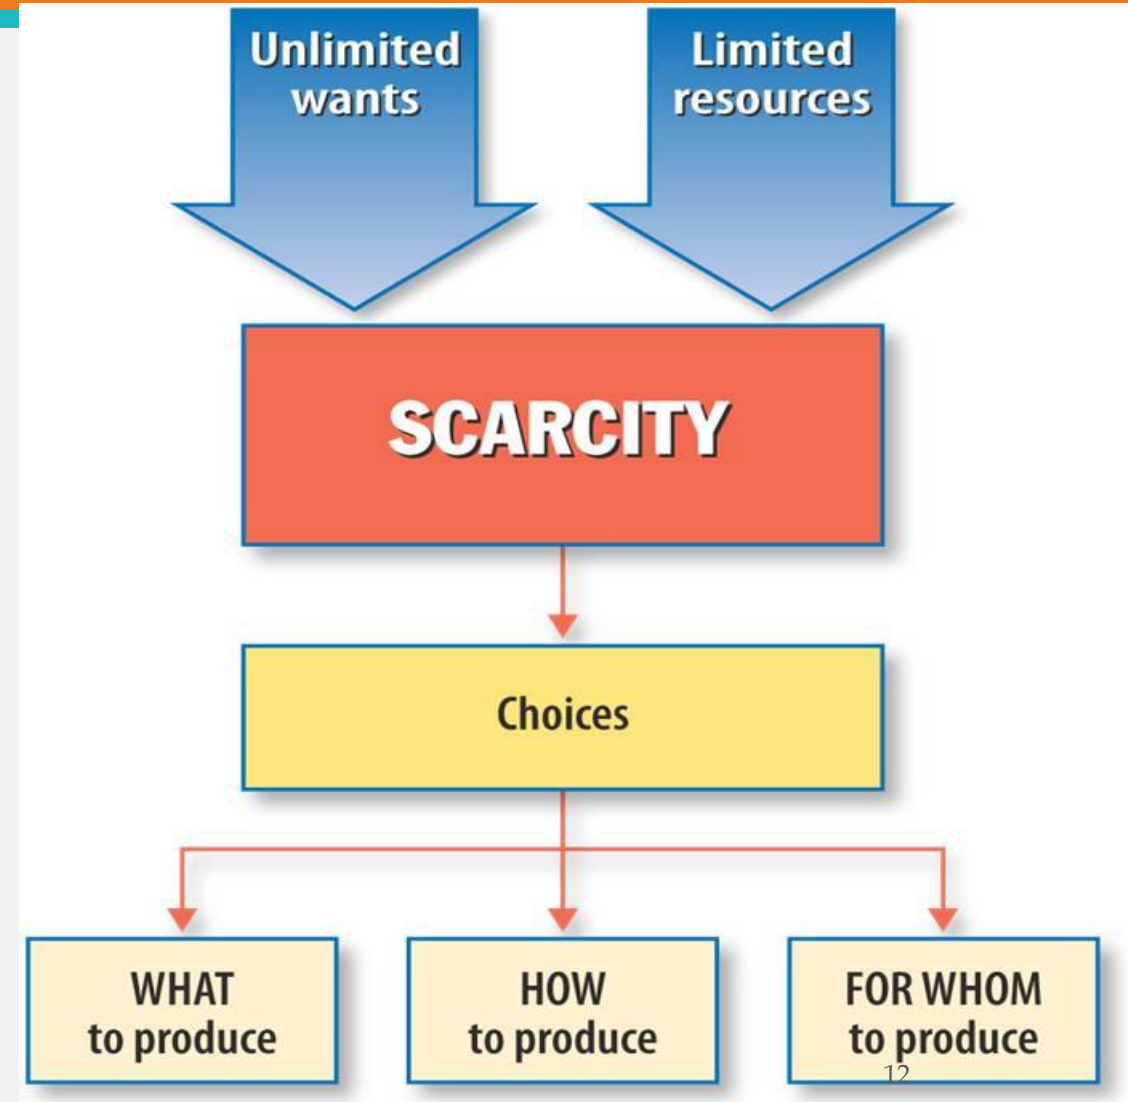 Unlimited
wants
Limited
resources
SCARCITY
Choices
WHAT
to produce
HOW
to produce
FOR WHOM
to produce
12